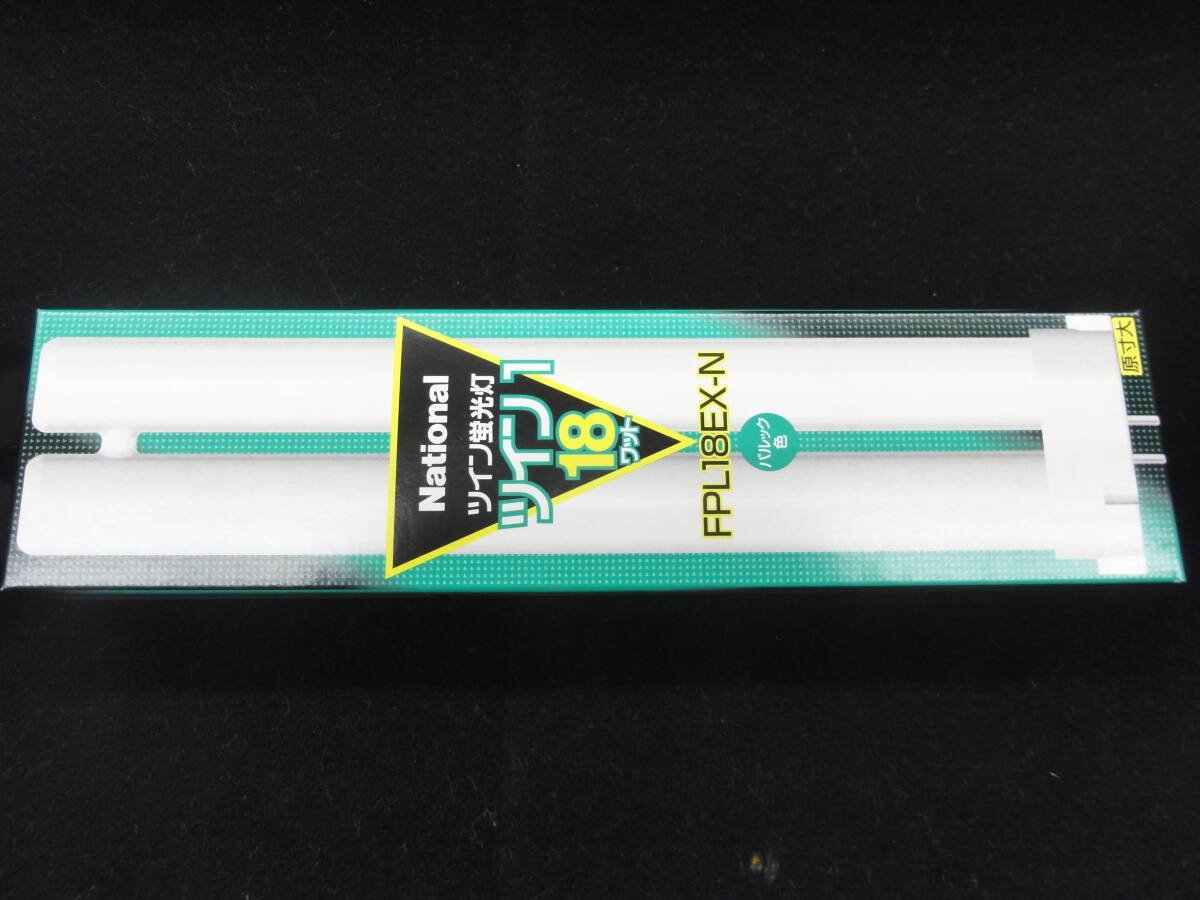 National
ツイン蛍光灯
ツイン1
18
ワット
FPL18EX-N
パルック
色
原寸大